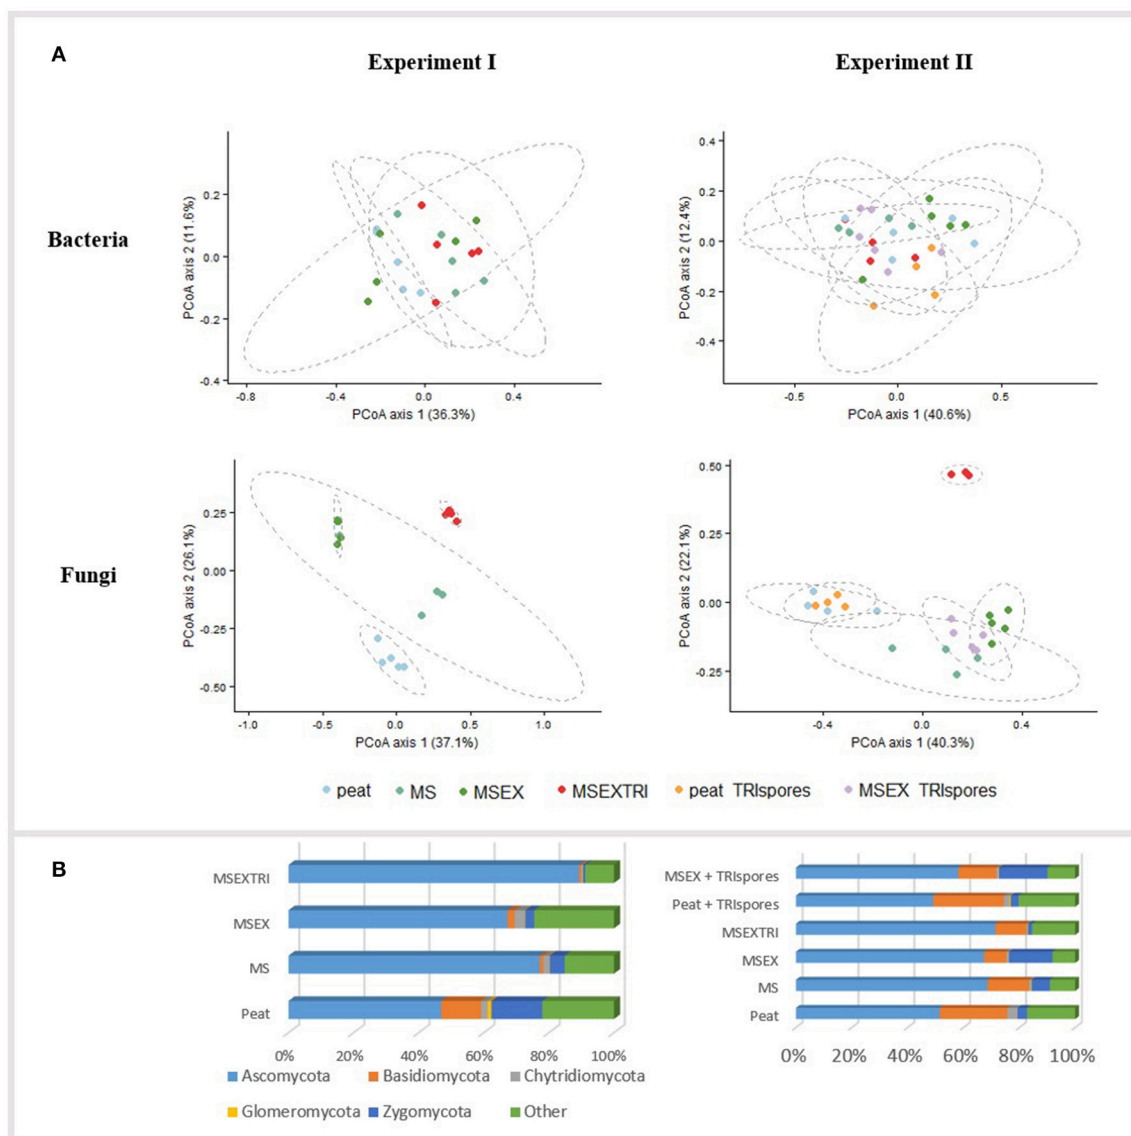 A
Experiment I
Experiment II
Bacteria
PCoA axis 2 (11.6%)
0.2
0.0
-0.2
-0.4
-0.8
-0.4
0.0
0.4
PCoA axis 1 (36.3%)
PCoA axis 2 (12.4%)
0.4
0.2
0.0
-0.2
-0.4
-0.5
0.0
0.5
PCoA axis 1 (40.6%)
Fungi
PCoA axis 2 (26.1%)
0.25
0.00
-0.25
-0.50
-1.0
-0.5
0.0
0.5
1.0
PCoA axis 1 (37.1%)
PCoA axis 2 (22.1%)
0.50
0.25
0.00
-0.25
-0.4
0.0
0.4
PCoA axis 1 (40.3%)
peat MS MSEX MSEXTRI peat TRIspores MSEX TRIspores
B
MSEXTRI
MSEX
MS
Peat
0% 20% 40% 60% 80% 100%
Ascomycota Basidiomycota Chytridiomycota
Glomeromycota Zygomycota Other
MSEX + TRIspores
Peat + TRIspores
MSEXTRI
MSEX
MS
Peat
0% 20% 40% 60% 80% 100%